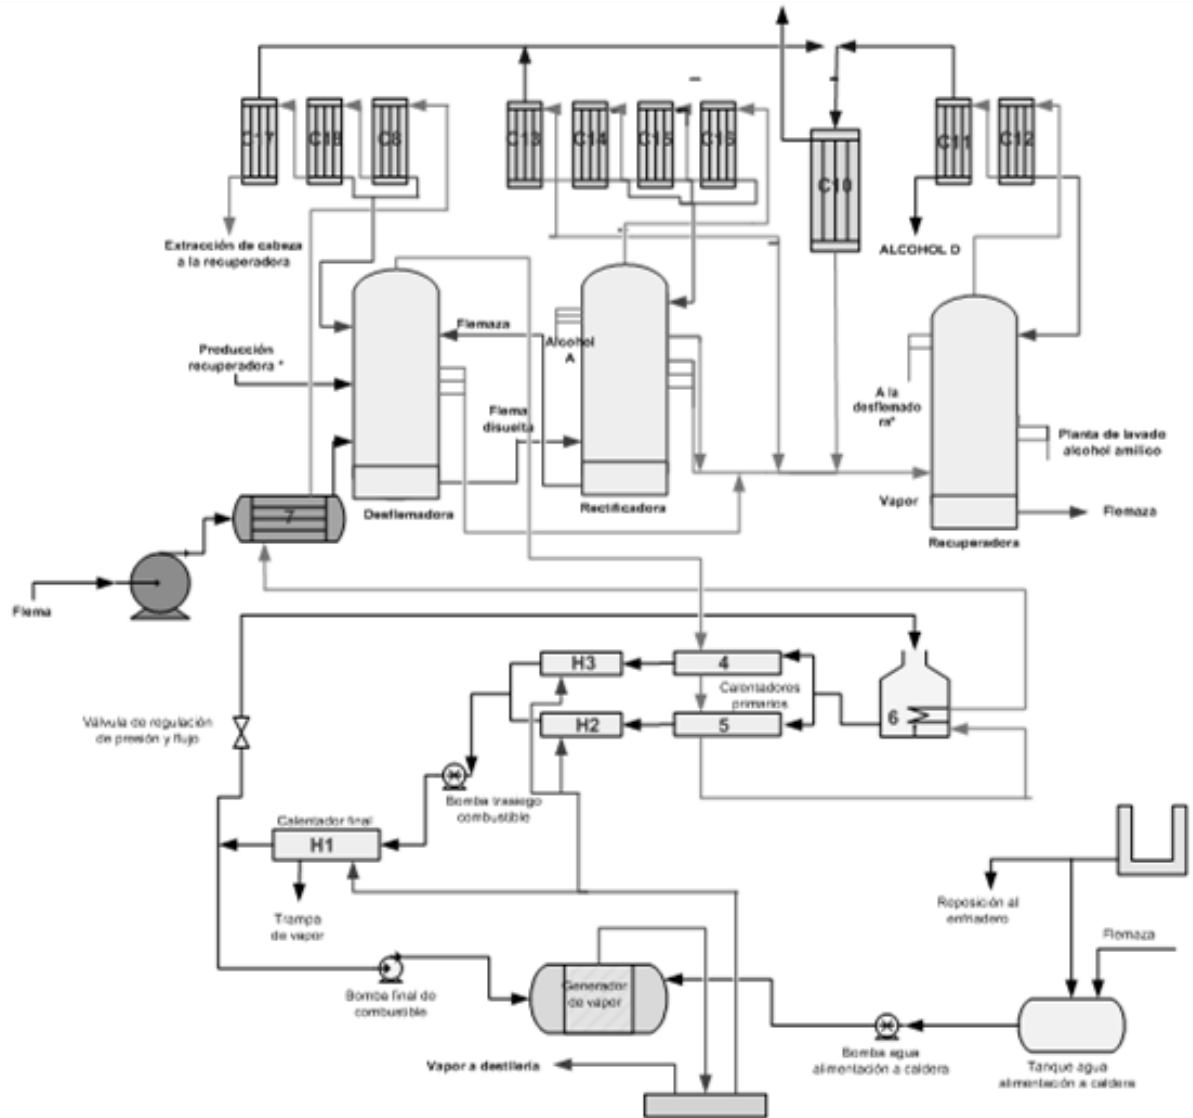 C17
C18
C8
C13
C14
C15
C16
C10
C11
C12
Extracción de cabeza
a la recuperadora
ALCOHOL D
Flemaza
Alcohol
A
Producción
recuperadora *
Flema
disuelta
A la
desflemado
ra*
Planta de lavado
alcohol amílico
Vapor
Flemaza
Desflemadora
Rectificadora
Recuperadora
7
Flema
H3
4
Calentadores
primarios
H2
5
6
Válvula de regulación
de presión y flujo
Bomba trasiego
combustible
Calentador final
H1
Trampa
de vapor
Reposición al
enfriadero
Flemaza
Bomba final de
combustible
Generador
de vapor
Bomba agua
alimentación a caldera
Tanque agua
alimentación a caldera
Vapor a destilería